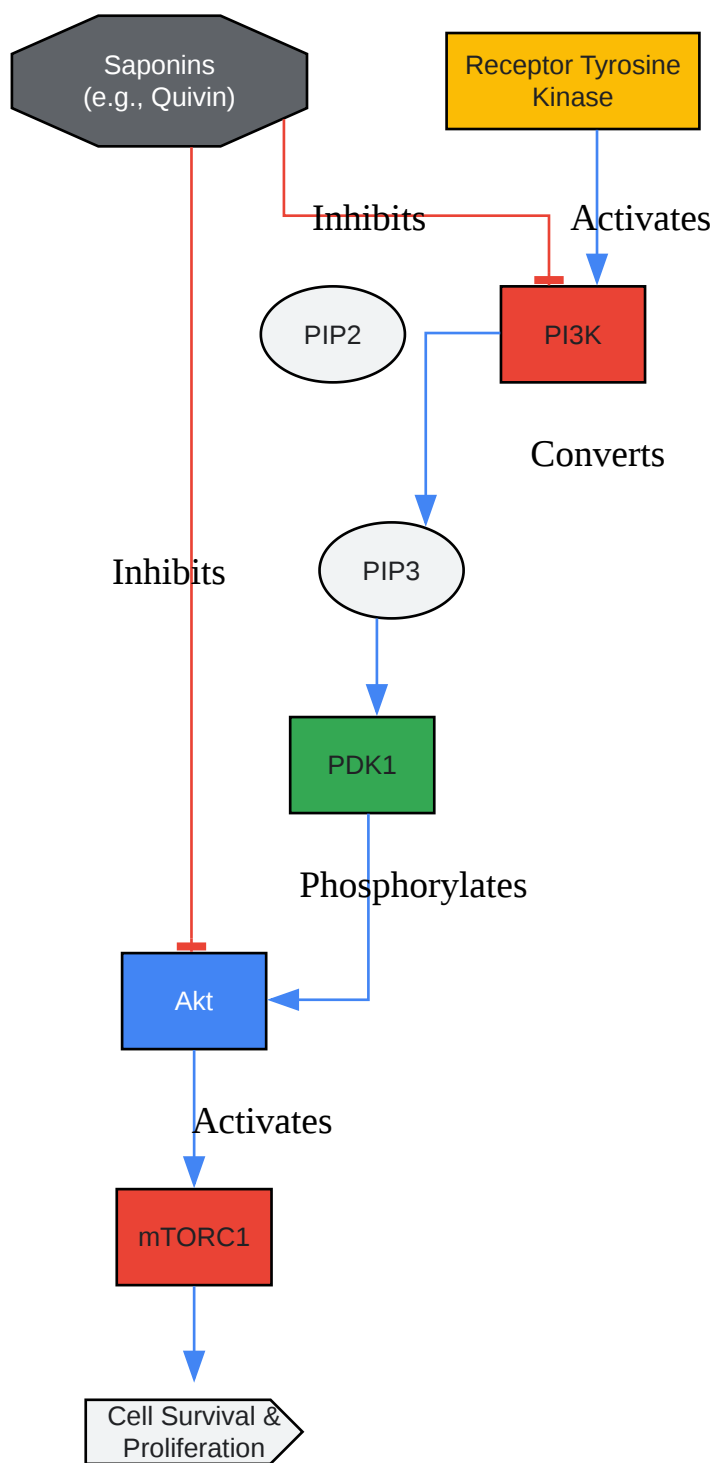 Saponins
(e.g., Quivin)
Receptor Tyrosine
Kinase
Inhibits
Activates
PIP2
PI3K
Converts
Inhibits
PIP3
PDK1
Phosphorylates
Akt
Activates
mTORC1
Cell Survival &
Proliferation